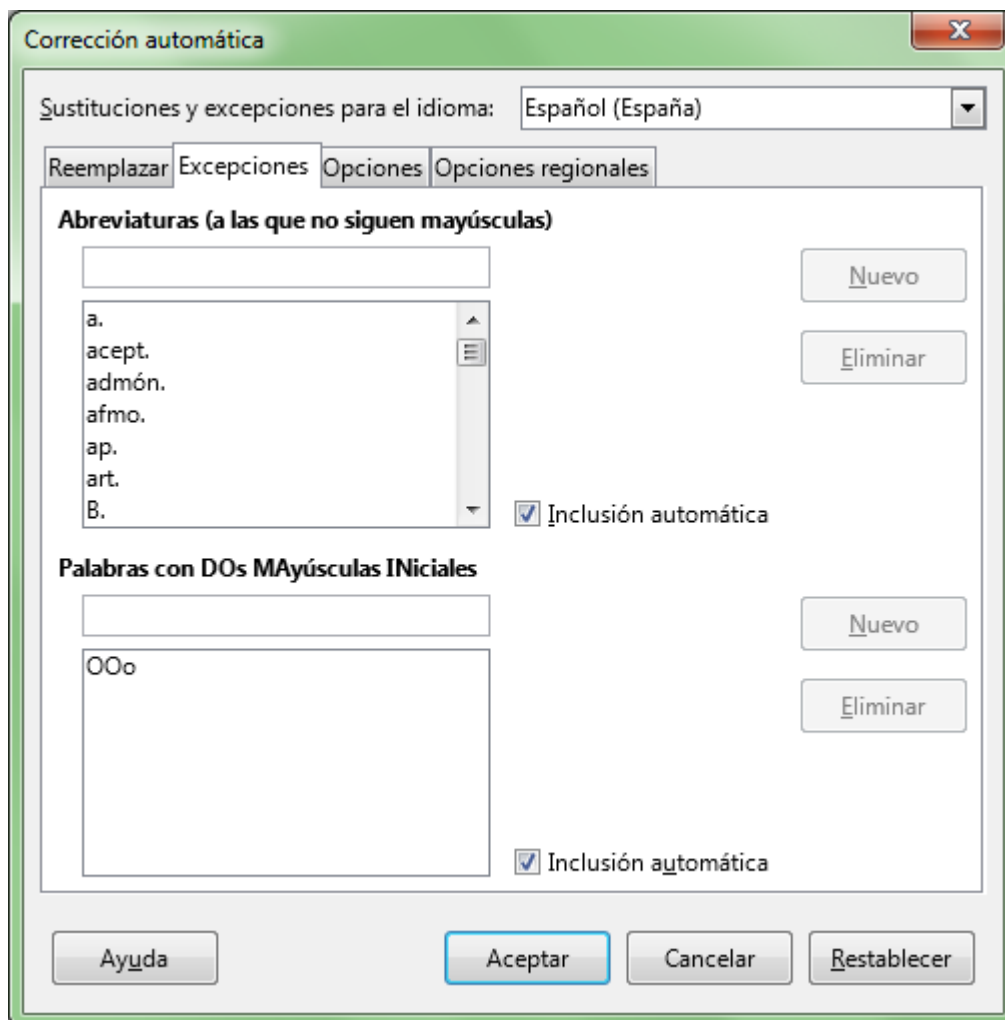 Corrección automática
Sustituciones y excepciones para el idioma: Español (España)
Reemplazar Excepciones Opciones Opciones regionales
Abreviaturas (a las que no siguen mayúsculas)
Nuevo
a.
acept.
admón.
afmo.
ap.
art.
B.
Eliminar
Inclusión automática
Palabras con DOs MAyúsculas INiciales
Nuevo
OOo
Eliminar
Inclusión automática
Ayuda Aceptar Cancelar Restablecer